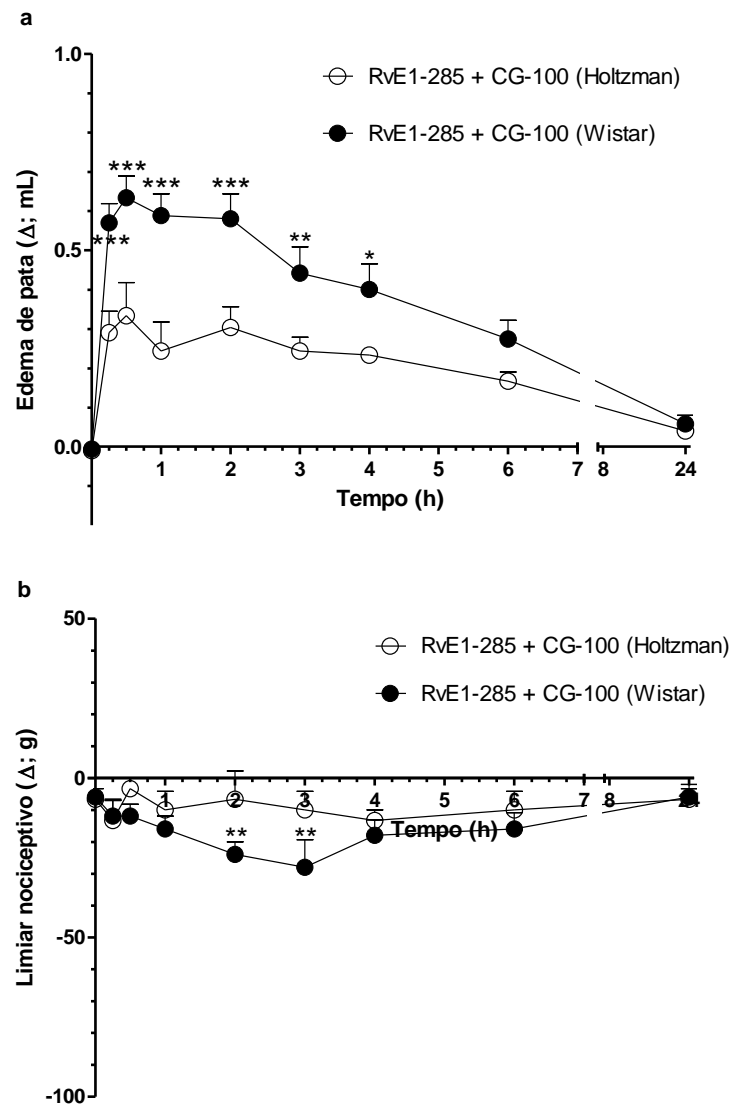 a
1.0
RvE1-285 + CG-100 (Holtzman)
RvE1-285 + CG-100 (Wistar)
***
*** ***
***
**
*
0.5
0.0
1 2 3 4 5 6 7 8 24
Tempo (h)
Edema de pata (Δ; mL)
b
50
RvE1-285 + CG-100 (Holtzman)
RvE1-285 + CG-100 (Wistar)
0
1 2 3 4 5 6 7 8 24
Tempo (h)
** **
-50
-100
Limiar nociceptivo (Δ; g)